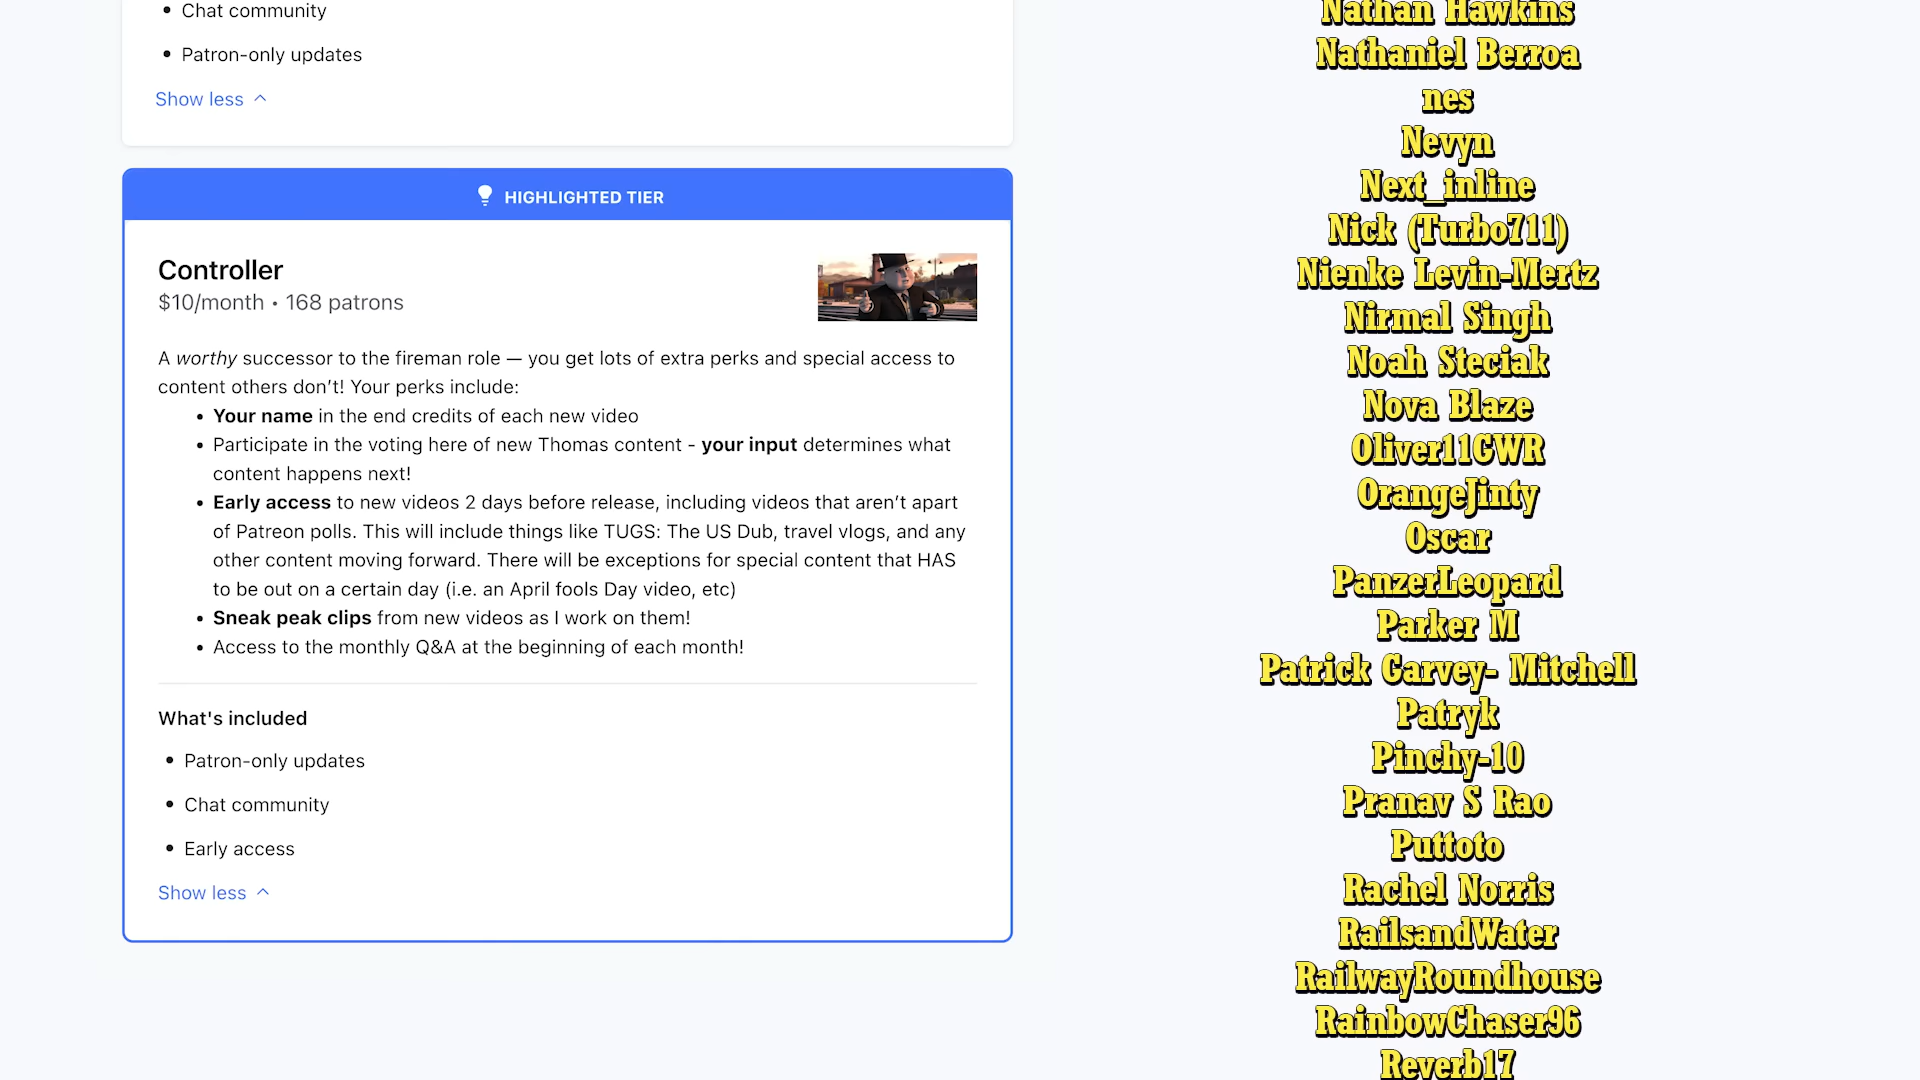 • Chat community
• Patron-only updates
Show less
HIGHLIGHTED TIER
Controller
$10/month • 168 patrons
A worthy successor to the fireman role — you get lots of extra perks and special access to
content others don’t! Your perks include:
• Your name in the end credits of each new video
• Participate in the voting here of new Thomas content - your input determines what
content happens next!
• Early access to new videos 2 days before release, including videos that aren’t apart
of Patreon polls. This will include things like TUGS: The US Dub, travel vlogs, and any
other content moving forward. There will be exceptions for special content that HAS
to be out on a certain day (i.e. an April fools Day video, etc)
• Sneak peak clips from new videos as I work on them!
• Access to the monthly Q&A at the beginning of each month!
What's included
• Patron-only updates
• Chat community
• Early access
Show less
Nathan Hawkins
Nathaniel Berroa
nes
Nevyn
Next_inline
Nick (Turbo711)
Nienke Levin-Mertz
Nirmal Singh
Noah Steciak
Nova Blaze
Oliver11GWR
OrangeJinty
Oscar
PanzerLeopard
Parker M
Patrick Garvey- Mitchell
Patryk
Pinchy-10
Pranav S Rao
Puttoto
Rachel Norris
RailsandWater
RailwayRoundhouse
RainbowChaser96
Reverb17